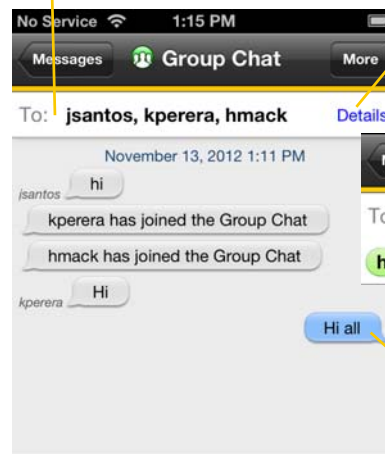 No Service 1:15 PM
Messages Group Chat More
To: jsantos, kperera, hmack Details
November 13, 2012 1:11 PM
hi
jsantos
kperera has joined the Group Chat
To
hmack has joined the Group Chat
h
Hi
kperera
Hi all